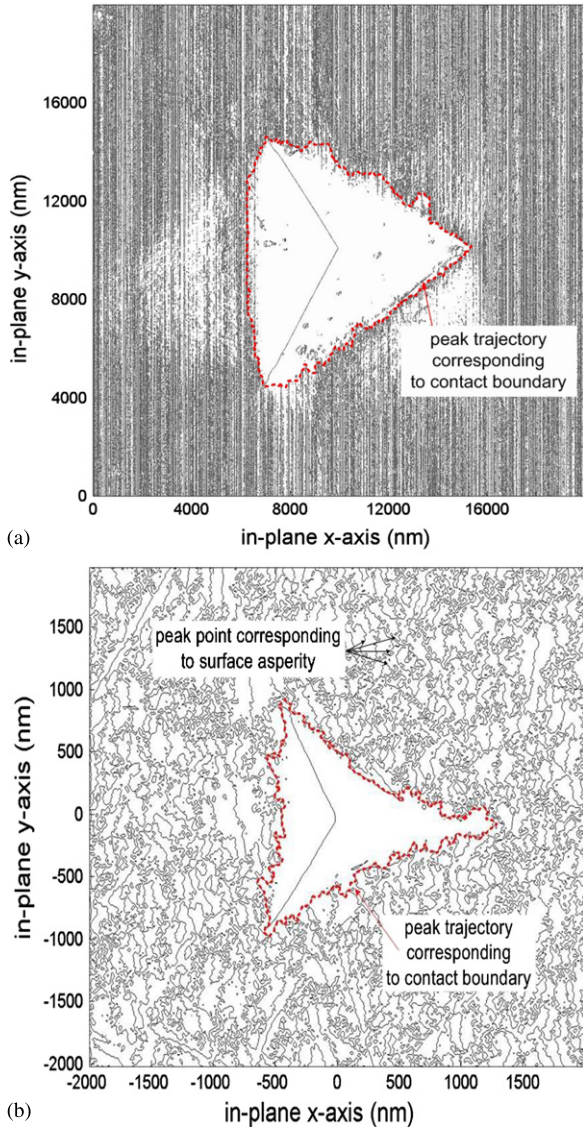 16000
12000
8000
4000
0
in-plane y-axis (nm)
peak trajectory
corresponding
to contact boundary
0
4000
8000
12000
16000
in-plane x-axis (nm)
(a)
1500
1000
500
0
-500
-1000
-1500
-2000
in-plane y-axis (nm)
peak point corresponding
to surface asperity
peak trajectory
corresponding
to contact boundary
-2000
-1500
-1000
-500
0
500
1000
1500
in-plane x-axis (nm)
(b)